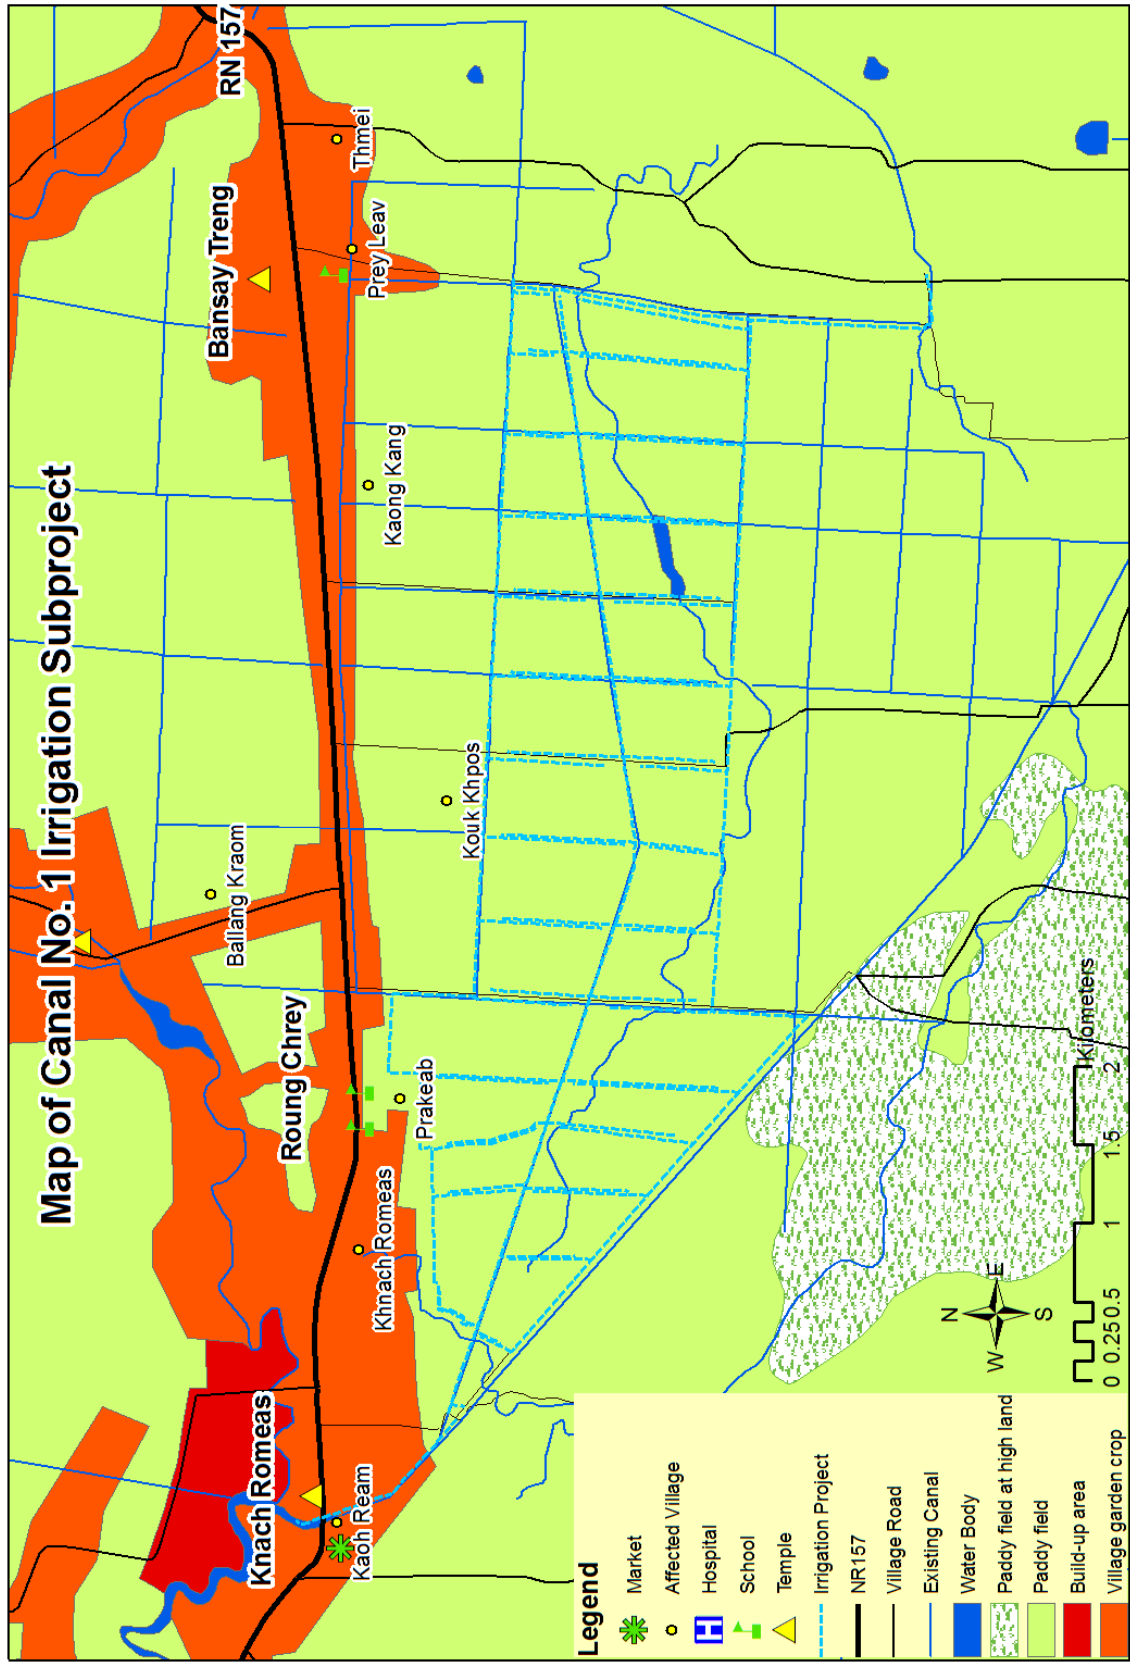 Map of Canal No.1 Irrigation Subproject
RN 157
Bansay Treng
Thmei
Prey Leav
Kaong Kang
Ballang Kraom
Kouk Khpos
Roung Chrey
Prakeab
Khnach Romeas
Knach Romeas
Kaoh Ream
Legend
Market
Affected Village
H Hospital
School
Temple
Irrigation Project
NR157
Village Road
Existing Canal
Water Body
Paddy field at high land
Paddy field
Build-up area
Village garden crop
N
W E
S
0 0.25 0.5 1 1.5 2
Kilometers